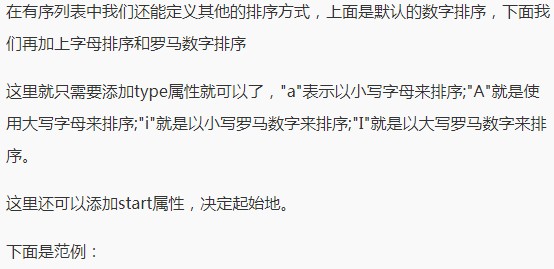 在有序列表中我们还能定义其他的排序方式，上面是默认的数字排序，下面我
们再加上字母排序和罗马数字排序
这里就只需要添加type属性就可以了，"a"表示以小写字母来排序;"A"就是使
用大写字母来排序;"i"就是以小写罗马数字来排序;"I"就是以大写罗马数字来排
序。
这里还可以添加start属性，决定起始地。
下面是范例：